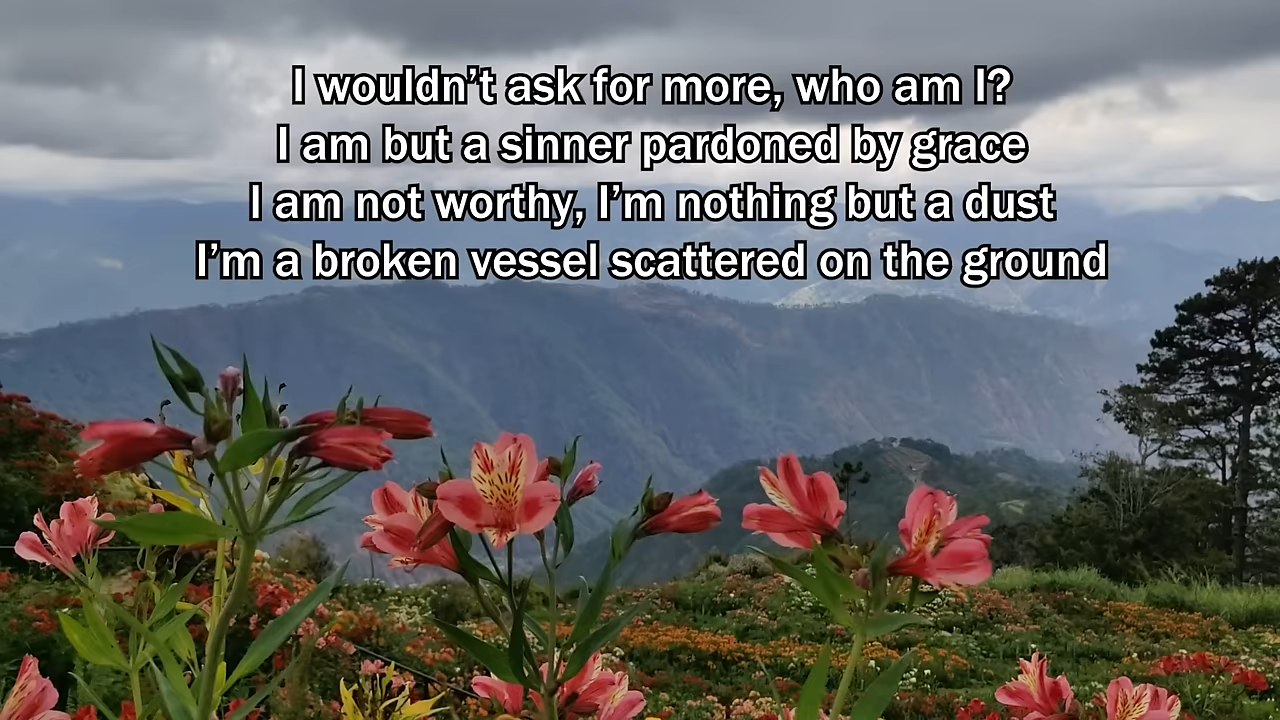 I wouldn’t ask for more, who am I?
I am but a sinner pardoned by grace
I am not worthy, I’m nothing but a dust
I’m a broken vessel scattered on the ground